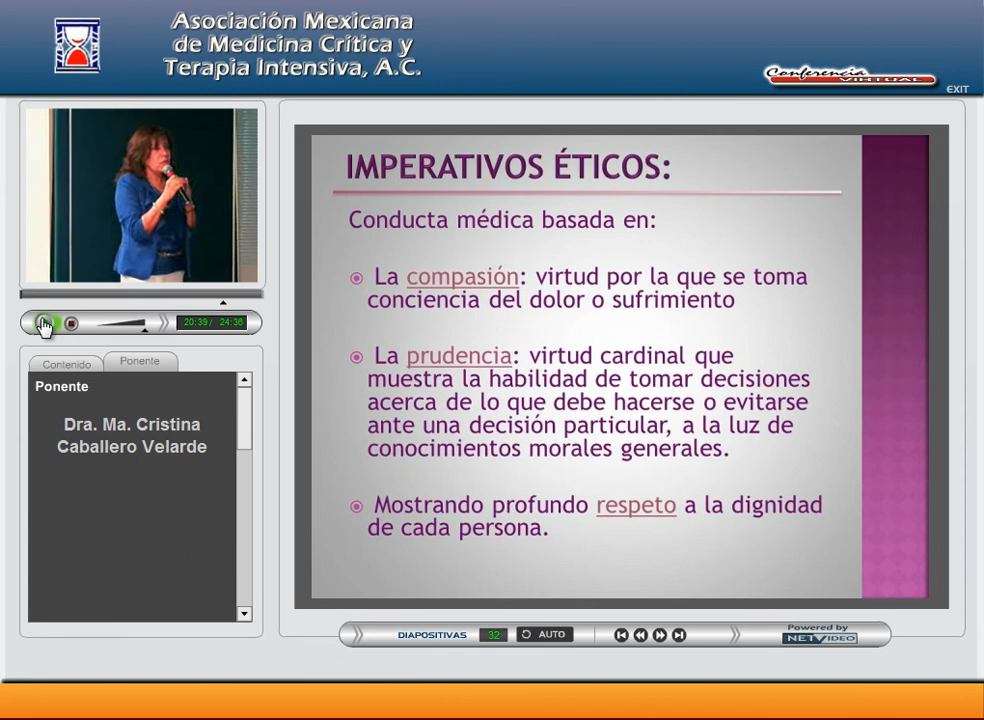 Asociación Mexicana
de Medicina Crítica y
Terapia Intensiva, A.C.
Conferencia
VIRTUAL
EXIT
20:39/ 24:36
Contenido
Ponente
Ponente
Dra. Ma. Cristina
Caballero Velarde
IMPERATIVOS ÉTICOS:
Conducta médica basada en:
La compasión: virtud por la que se toma
conciencia del dolor o sufrimiento
La prudencia: virtud cardinal que
muestra la habilidad de tomar decisiones
acerca de lo que debe hacerse o evitarse
ante una decisión particular, a la luz de
conocimientos morales generales.
Mostrando profundo respeto a la dignidad
de cada persona.
DIAPOSITIVAS
32
AUTO
Powered by
NETVIDEO